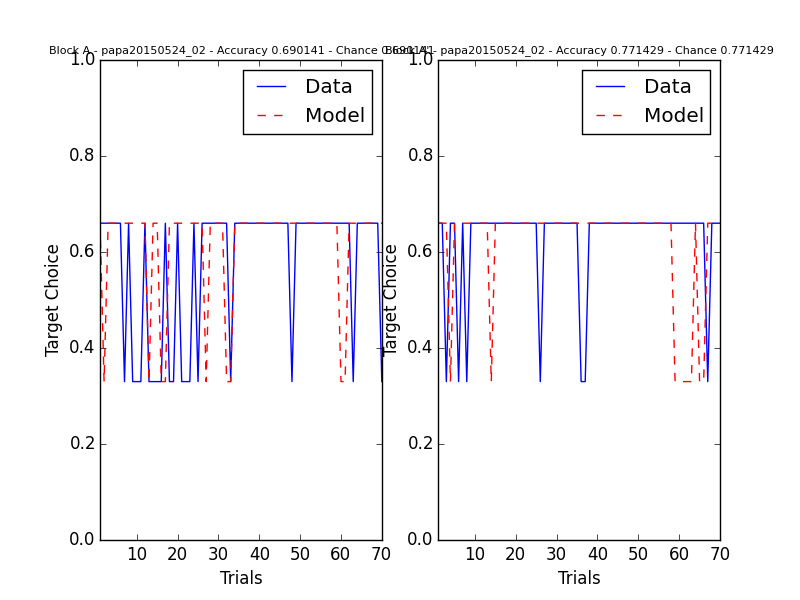 Block A - papa20150524_02 - Accuracy 0.690141 - Chance 0.690141
Data
Model
1.0
0.8
0.6
0.4
0.2
0.0
Target Choice
10 20 30 40 50 60 70
Trials
papa20150524_02 - Accuracy 0.771429 - Chance 0.771429
Data
Model
1.0
0.8
0.6
0.4
0.2
0.0
Target Choice
10 20 30 40 50 60 70
Trials